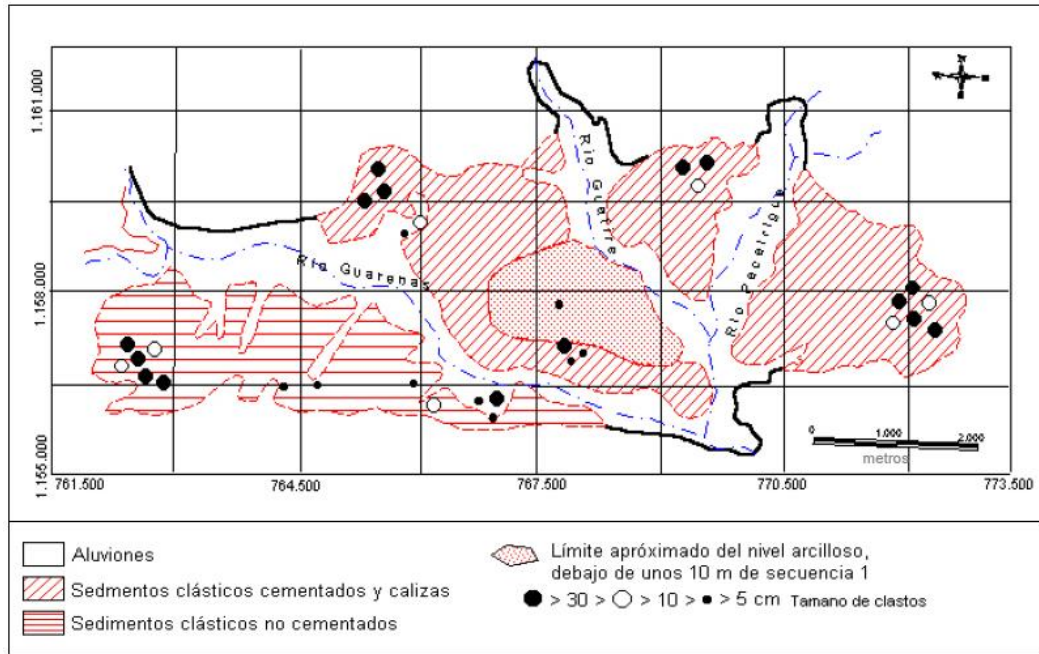 1.161.000
Río Guatire
Río Guarenas
1.158.000
1.155.000
761.500
764.500
767.500
770.500
773.500
0
1.000
2.000
metros
Aluviones
Sedmentos clásticos cementados y calizas
Sedimentos clásticos no cementados
Límite apróximado del nivel arcilloso,
debajo de unos 10 m de secuencia 1
> 30 > > 10 > > 5 cm Tamano de clastos